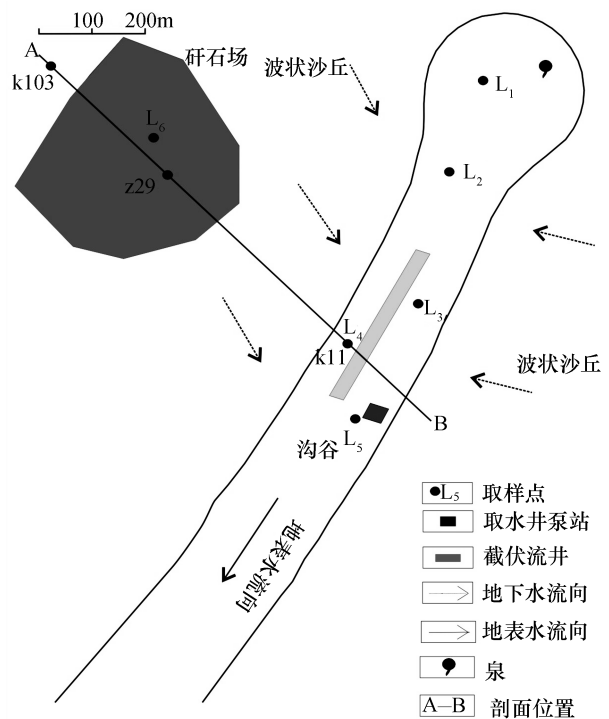 100 200m
A
矸石场
k103
波状沙丘
L1
L6
L2
z29
L3
L4
k11
波状沙丘
B
L5
沟谷
地表水流向
L5 取样点
取水井泵站
截伏流井
地下水流向
地表水流向
泉
A—B 剖面位置